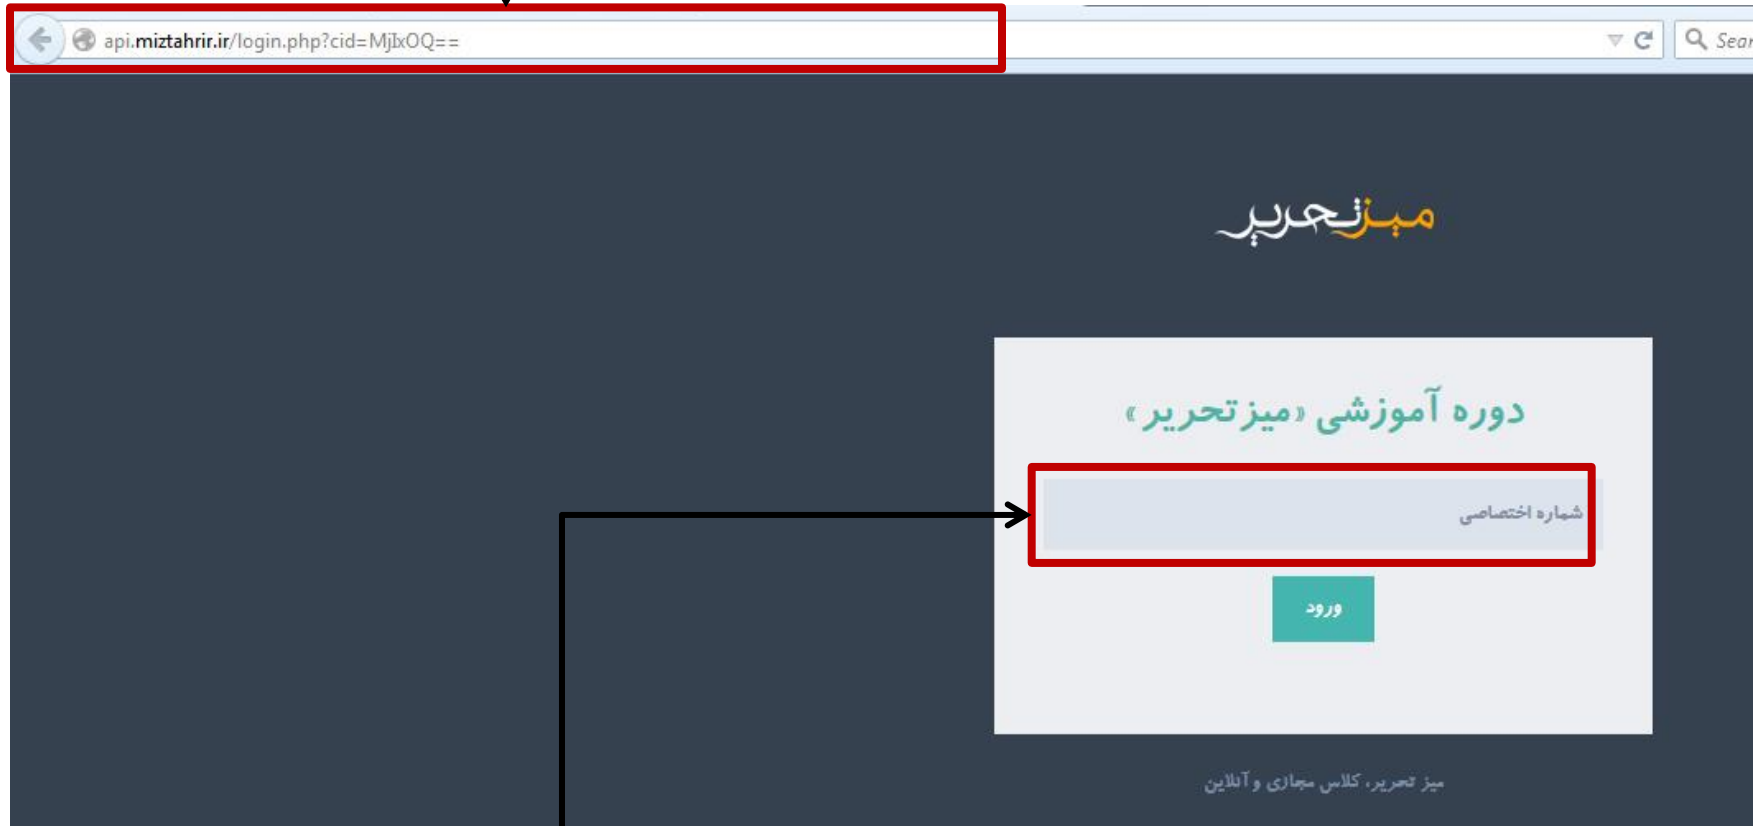 api.miztahrir.ir/login.php?cid=MjIxOQ==
Sear
میزتحریر
دوره آموزشی «میز تحریر»
شماره اختصاصی
ورود
میز تحریر، کلاس مجازی و آنلاین